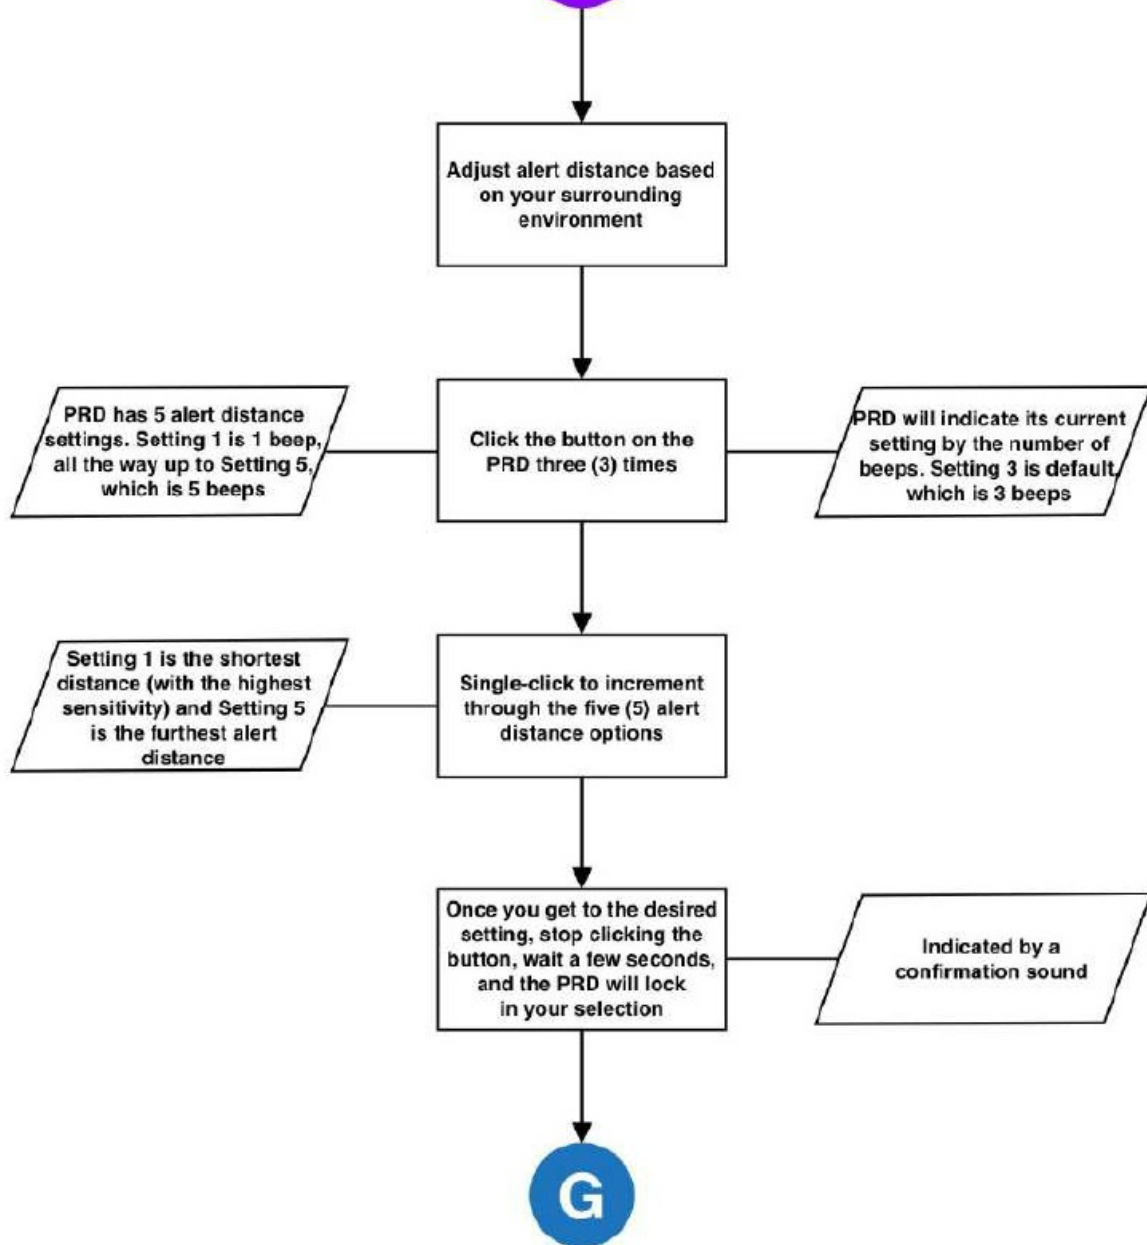 Adjust alert distance based
on your surrounding
environment
PRD has 5 alert distance
settings. Setting 1 is 1 beep,
all the way up to Setting 5,
which is 5 beeps
Click the button on the
PRD three (3) times
PRD will indicate its current
setting by the number of
beeps. Setting 3 is default,
which is 3 beeps
Setting 1 is the shortest
distance (with the highest
sensitivity) and Setting 5
is the furthest alert
distance
Single-click to increment
through the five (5) alert
distance options
Once you get to the desired
setting, stop clicking the
button, wait a few seconds,
and the PRD will lock
in your selection
Indicated by a
confirmation sound
G